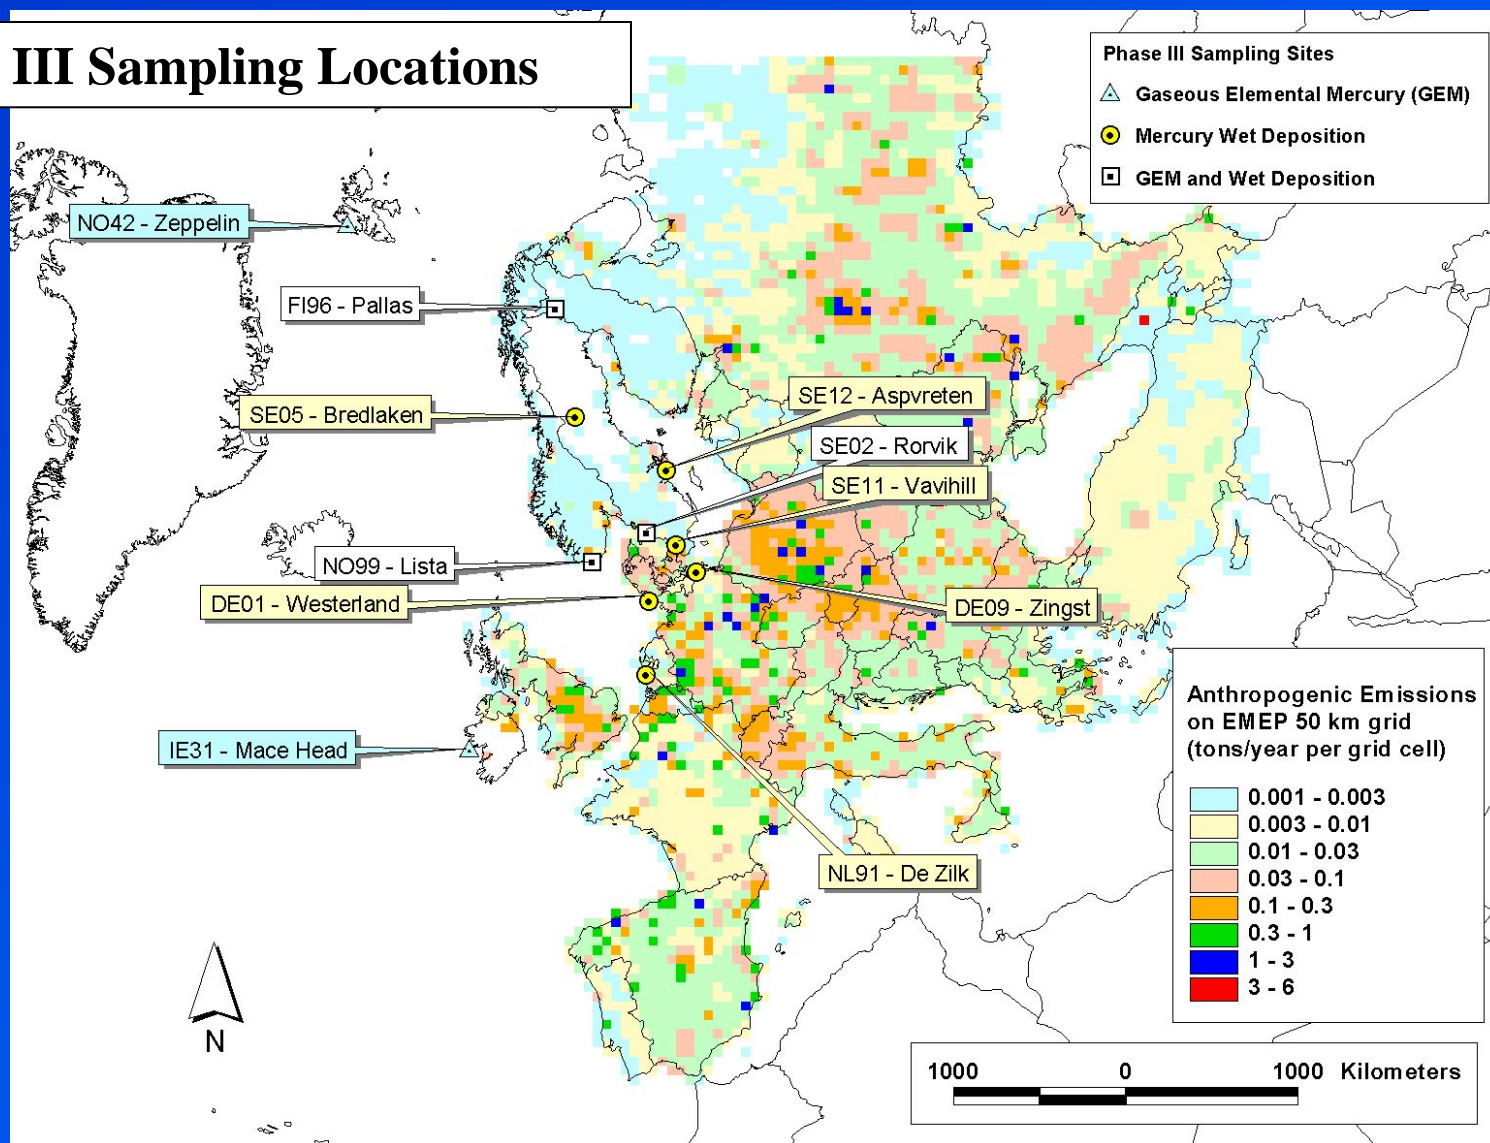 III Sampling Locations
Phase III Sampling Sites
Gaseous Elemental Mercury (GEM)
Mercury Wet Deposition
GEM and Wet Deposition
NO42 - Zeppelin
FI96 - Pallas
SE05 - Bredlaken
SE12 - Aspvreten
SE02 - Rorvik
SE11 - Vavihill
NO99 - Lista
DE01 - Westerland
DE09 - Zingst
IE31 - Mace Head
NL91 - De Zilk
Anthropogenic Emissions
on EMEP 50 km grid
(tons/year per grid cell)
0.001 - 0.003
0.003 - 0.01
0.01 - 0.03
0.03 - 0.1
0.1 - 0.3
0.3 - 1
1 - 3
3 - 6
N
1000 0 1000 Kilometers